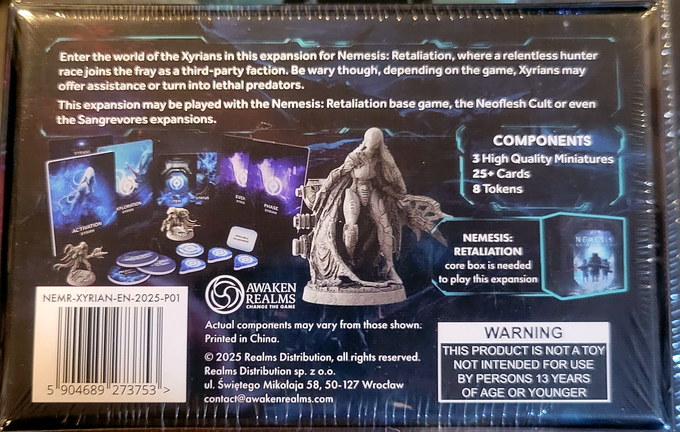 Enter the world of the Xyrians in this expansion for Nemesis: Retaliation, where a relentless hunter
race joins the fray as a third-party faction. Be wary though, depending on the game, Xyrians may
offer assistance or turn into lethal predators.
This expansion may be played with the Nemesis: Retaliation base game, the Neoflesh Cult or even
the Sangrevores expansions.
COMPONENTS
3 High Quality Miniatures
25+ Cards
8 Tokens
ACTIVATION
PHASE
NEMESIS:
RETALIATION
core box is needed
to play this expansion
NEMESIS
NEMR-XYRIAN-EN-2025-P01
5 904689 273753 >
AWAKEN
REALMS
CHANGE THE GAME
Actual components may vary from those shown.
Printed in China.
© 2025 Realms Distribution, all rights reserved.
Realms Distribution sp. z o.o.
ul. Świętego Mikołaja 58, 50-127 Wrocław
contact@awakenrealms.com
WARNING
THIS PRODUCT IS NOT A TOY
NOT INTENDED FOR USE
BY PERSONS 13 YEARS
OF AGE OR YOUNGER